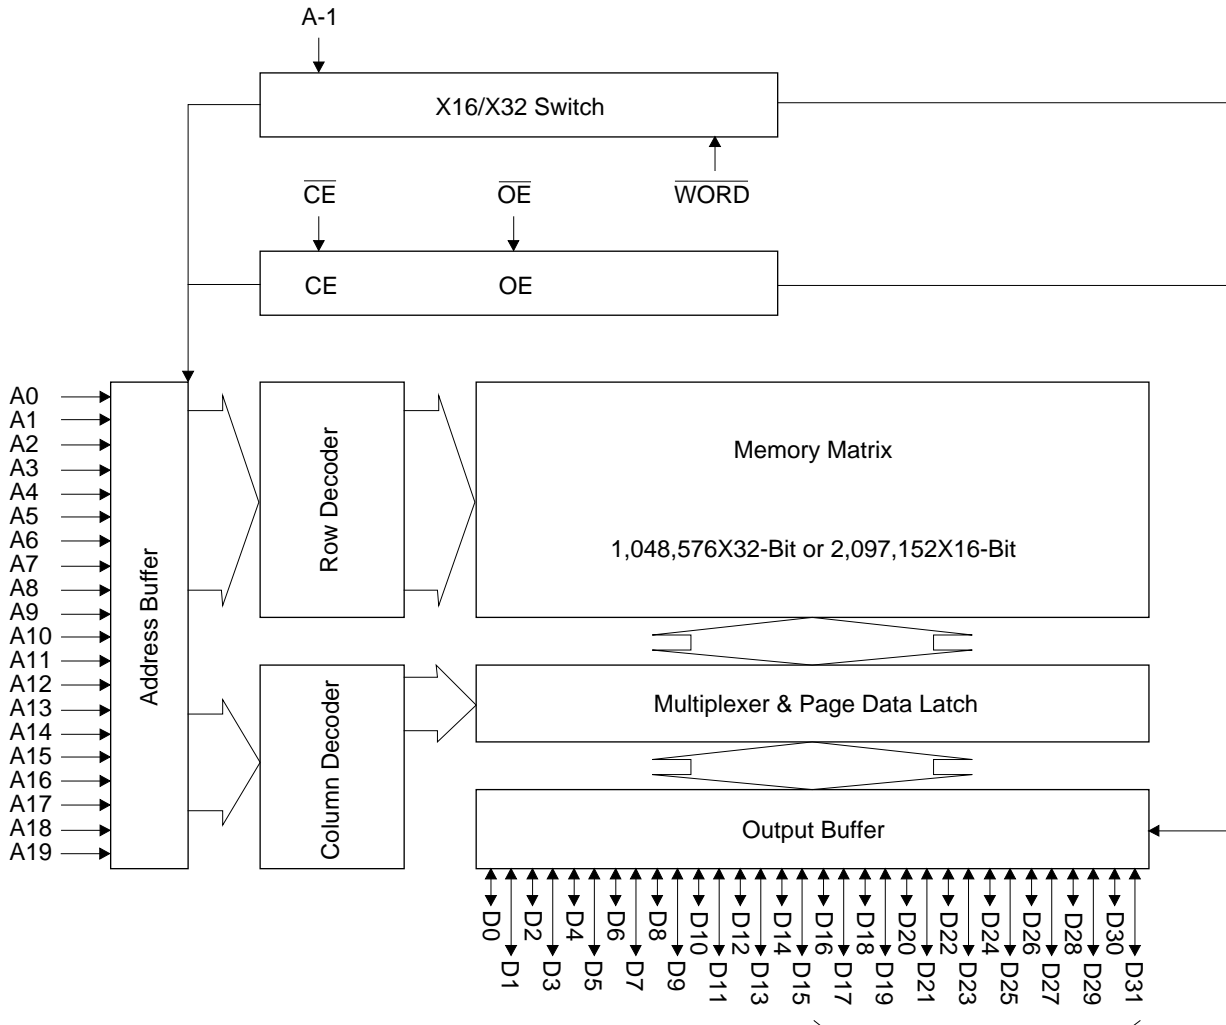 A-1
X16/X32 Switch
CE
OE
WORD
CE
OE
A0
A1
A2
A3
A4
A5
A6
A7
A8
A9
A10
A11
A12
A13
A14
A15
A16
A17
A18
A19
Address Buffer
Row Decoder
Column Decoder
Memory Matrix
1,048,576X32-Bit or 2,097,152X16-Bit
Multiplexer & Page Data Latch
Output Buffer
D0
D1
D2
D3
D4
D5
D6
D7
D8
D9
D10
D11
D12
D13
D14
D15
D16
D17
D18
D19
D20
D21
D22
D23
D24
D25
D26
D27
D28
D29
D30
D31